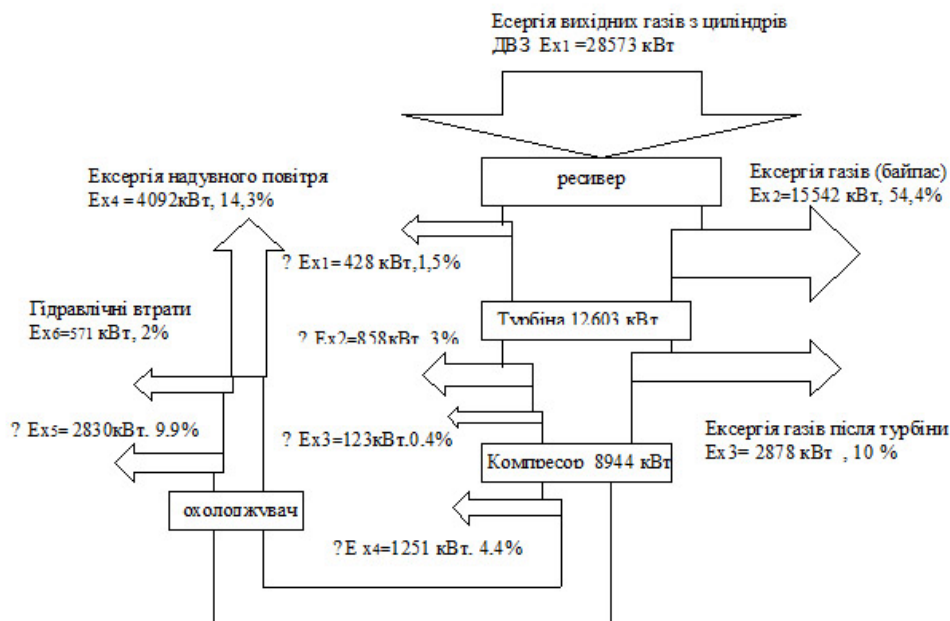 Есергія вихідних газів з циліндрів
ДВЗ Ex1 =28573 кВт
ресивер
Ексергія газів (байпас)
Ex2=15542 кВт, 54,4%
Ексергія надувного повітря
Ex4 = 4092кВт, 14,3%
? Ex1= 428 кВт,1,5%
Гідравлічні втрати
Ex6=571 кВт, 2%
Турбіна 12603 кВт
? Ex2=858кВт, 3%
? Ex5= 2830кВт. 9.9%
? Ex3=123кВт.0.4%
Ексергія газів після турбіни
Ex3= 2878 кВт , 10 %
Компресор 8944 кВт
охолоджувач
? E x4=1251 кВт. 4.4%